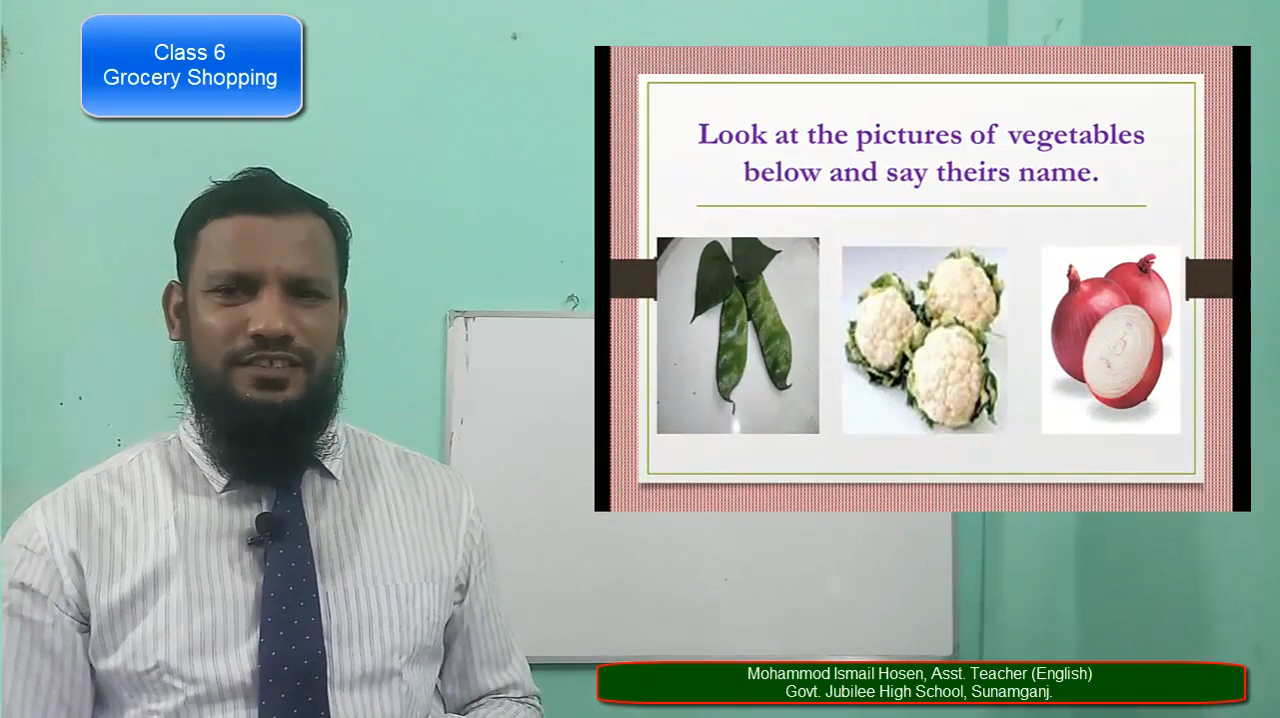 Class 6
Grocery Shopping
Look at the pictures of vegetables
below and say theirs name.
Mohammod Ismail Hosen, Asst. Teacher (English)
Govt. Jubilee High School, Sunamganj.